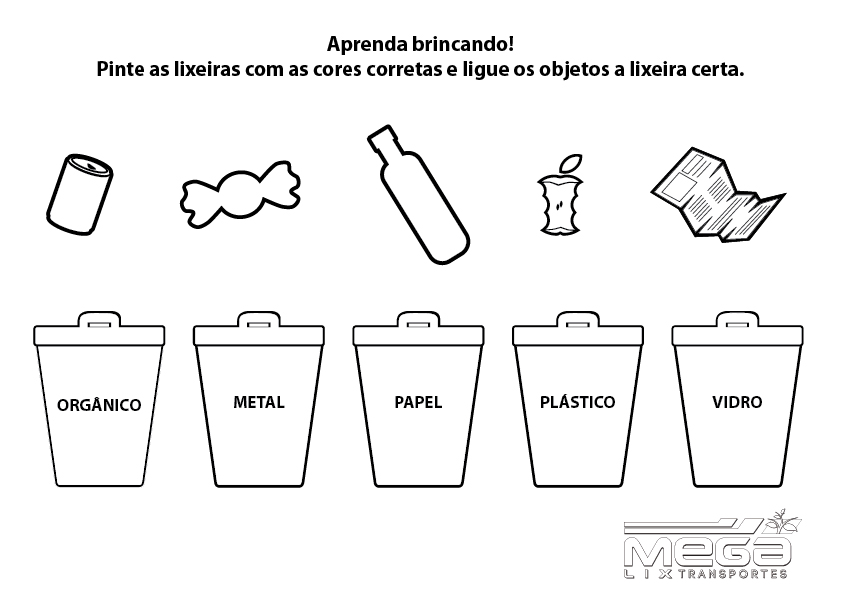 Aprenda brincando!
Pinte as lixeiras com as cores corretas e ligue os objetos a lixeira certa.
ORGÂNICO
METAL
PAPEL
PLÁSTICO
VIDRO
MEGA
LIX TRANSPORTES